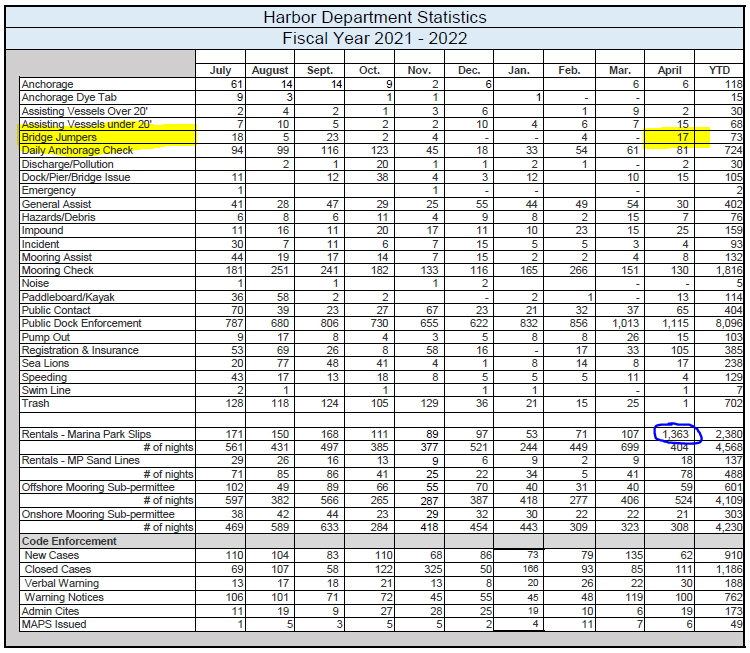 Harbor Department Statistics
Fiscal Year 2021 - 2022
July August Sept. Oct. Nov. Dec. Jan. Feb. Mar. April YTD
Anchorage 61 14 14 9 2 6 6 6 118
Anchorage Dye Tab 9 3 1 1 1 - - 15
Assisting Vessels Over 20' 2 4 2 1 3 6 1 9 2 30
Assisting Vessels under 20' 7 10 5 2 2 10 4 6 7 15 68
Bridge Jumpers 18 5 23 2 4 - - 4 - 17 73
Daily Anchorage Check 94 99 116 123 45 18 33 54 61 81 724
Discharge/Pollution 2 1 20 1 1 2 1 - 2 30
Dock/Pier/Bridge Issue 11 12 38 4 3 12 10 15 105
Emergency 1 1 - - - - 2
General Assist 41 28 47 29 25 55 44 49 54 30 402
Hazards/Debris 6 8 6 11 4 9 8 2 15 7 76
Impound 11 16 11 20 17 11 10 23 15 25 159
Incident 30 7 11 6 7 15 5 5 3 4 93
Mooring Assist 44 19 17 14 7 15 2 2 4 8 132
Mooring Check 181 251 241 182 133 116 165 266 151 130 1,816
Noise 1 1 1 2 - - 5
Paddleboard/Kayak 36 58 2 2 - 2 1 - 13 114
Public Contact 70 39 23 27 67 23 21 32 37 65 404
Public Dock Enforcement 787 680 806 730 655 622 832 856 1,013 1,115 8,096
Pump Out 9 17 8 4 3 5 8 8 26 15 103
Registration & Insurance 53 69 26 8 58 16 - 17 33 105 385
Sea Lions 20 77 48 41 4 1 8 14 8 17 238
Speeding 43 17 13 18 8 5 5 5 11 4 129
Swim Line 2 1 1 1 1 - 1 7
Trash 128 118 124 105 129 36 21 15 25 1 702
Rentals - Marina Park Slips 171 150 168 111 89 97 53 71 107 1,363 2,380
# of nights 561 431 497 385 377 521 244 449 699 404 4,568
Rentals - MP Sand Lines 29 26 16 13 9 6 9 2 9 18 137
# of nights 71 85 86 41 25 22 34 5 41 78 488
Offshore Mooring Sub-permittee 102 49 89 66 55 70 40 31 40 59 601
# of nights 597 382 566 265 287 387 418 277 406 524 4,109
Onshore Mooring Sub-permittee 38 42 44 23 29 32 30 22 22 21 303
# of nights 469 589 633 284 418 454 443 309 323 308 4,230
Code Enforcement
New Cases 110 104 83 110 68 86 73 79 135 62 910
Closed Cases 69 107 58 122 325 50 166 93 85 111 1,186
Verbal Warning 13 17 18 21 13 8 20 26 22 30 188
Warning Notices 106 101 71 72 45 55 45 48 119 100 762
Admin Cites 11 19 9 27 28 25 19 10 6 19 173
MAPS Issued 1 5 3 5 5 2 4 11 7 6 49